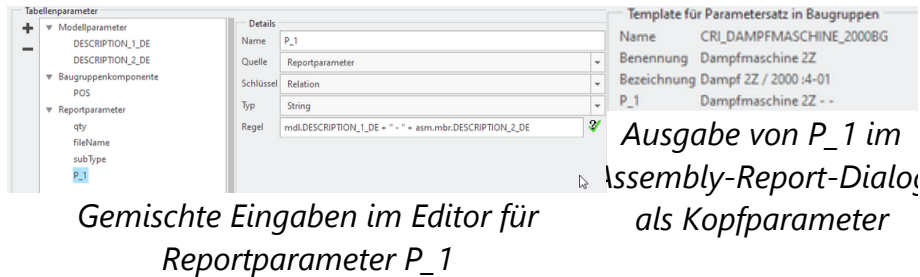 Tabellenparameter
Modellparameter
DESCRIPTION_1_DE
DESCRIPTION_2_DE
Baugruppenkomponente
POS
Reportparameter
qty
fileName
subType
P_1
Details
Name P_1
Quelle Reportparameter
Schlüssel Relation
Typ String
Regel mdl.DESCRIPTION_1_DE + " - " + asm.mbr.DESCRIPTION_2_DE
Gemischte Eingaben im Editor für
Reportparameter P_1
Template für Parametersatz in Baugruppen
Name CRI_DAMPFMASCHINE_2000BG
Benennung Dampfmaschine 2Z
Bezeichnung Dampf 2Z / 2000 :4-01
P_1 Dampfmaschine 2Z - -
Ausgabe von P_1 im
Assembly-Report-Dialog
als Kopfparameter